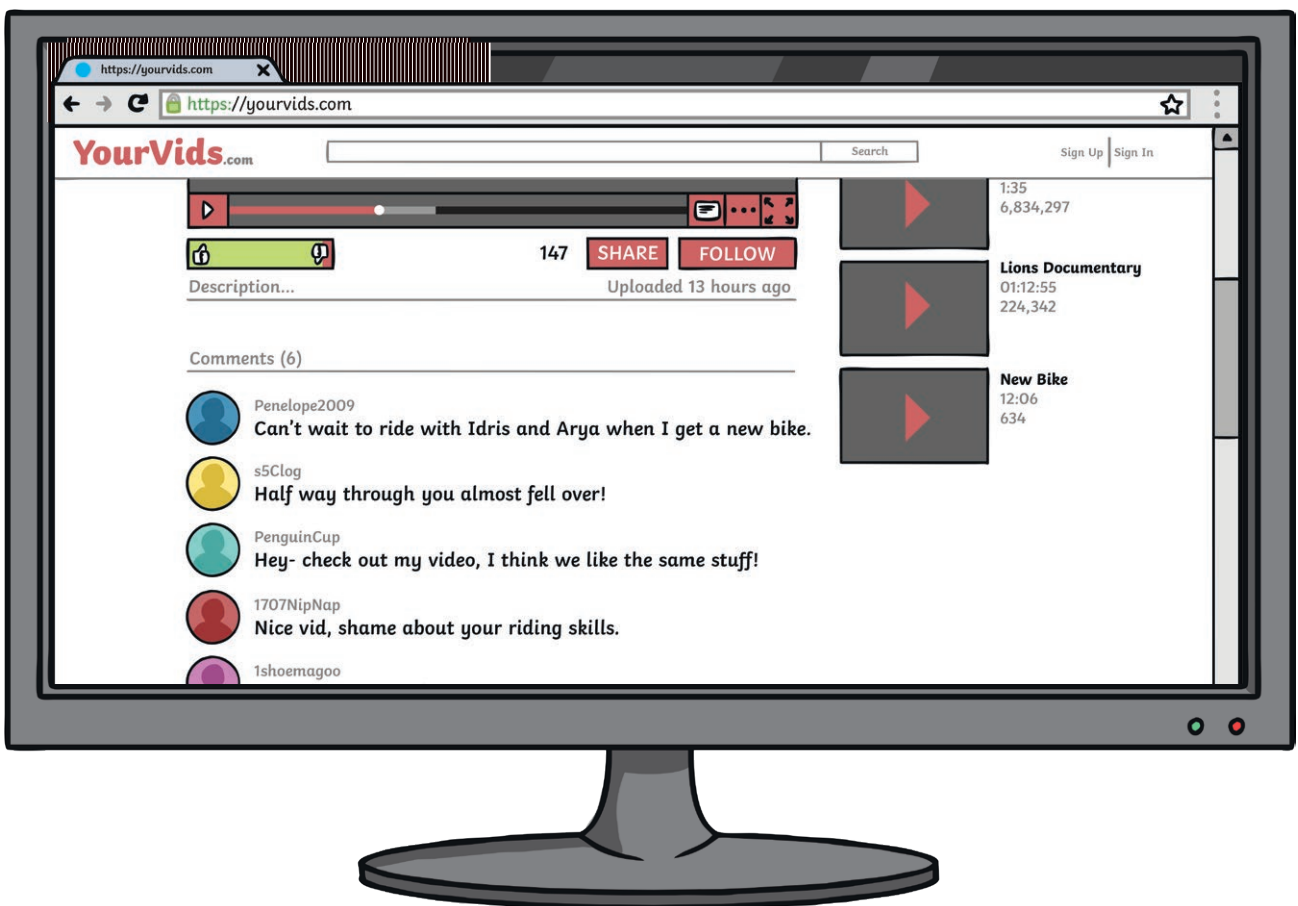 https://yourvids.com
https://yourvids.com
YourVids.com
Search
Sign Up Sign In
147 SHARE FOLLOW
Description... Uploaded 13 hours ago
Comments (6)
Penelope2009
Can't wait to ride with Idris and Arya when I get a new bike.
s5Clog
Half way through you almost fell over!
PenguinCup
Hey- check out my video, I think we like the same stuff!
1707NipNap
Nice vid, shame about your riding skills.
1shoemagoo
1:35
6,834,297
Lions Documentary
01:12:55
224,342
New Bike
12:06
634